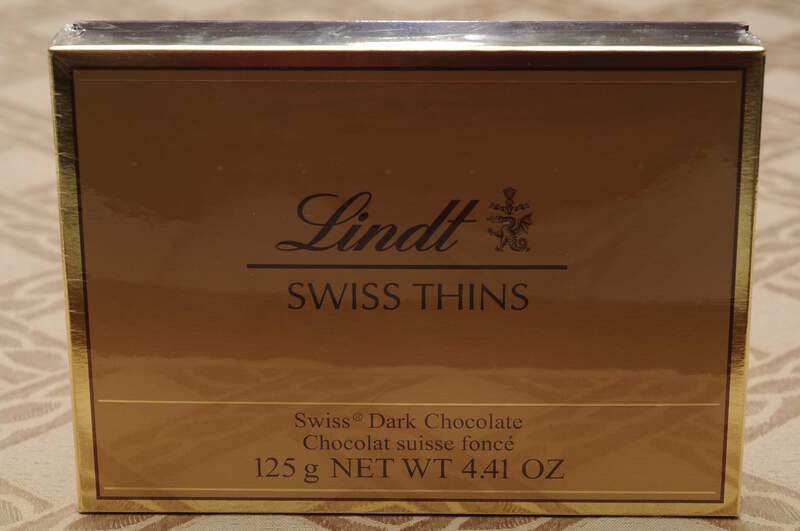 Lindt
SWISS THINS
Swiss® Dark Chocolate
Chocolat suisse foncé
125 g NET WT 4.41 OZ